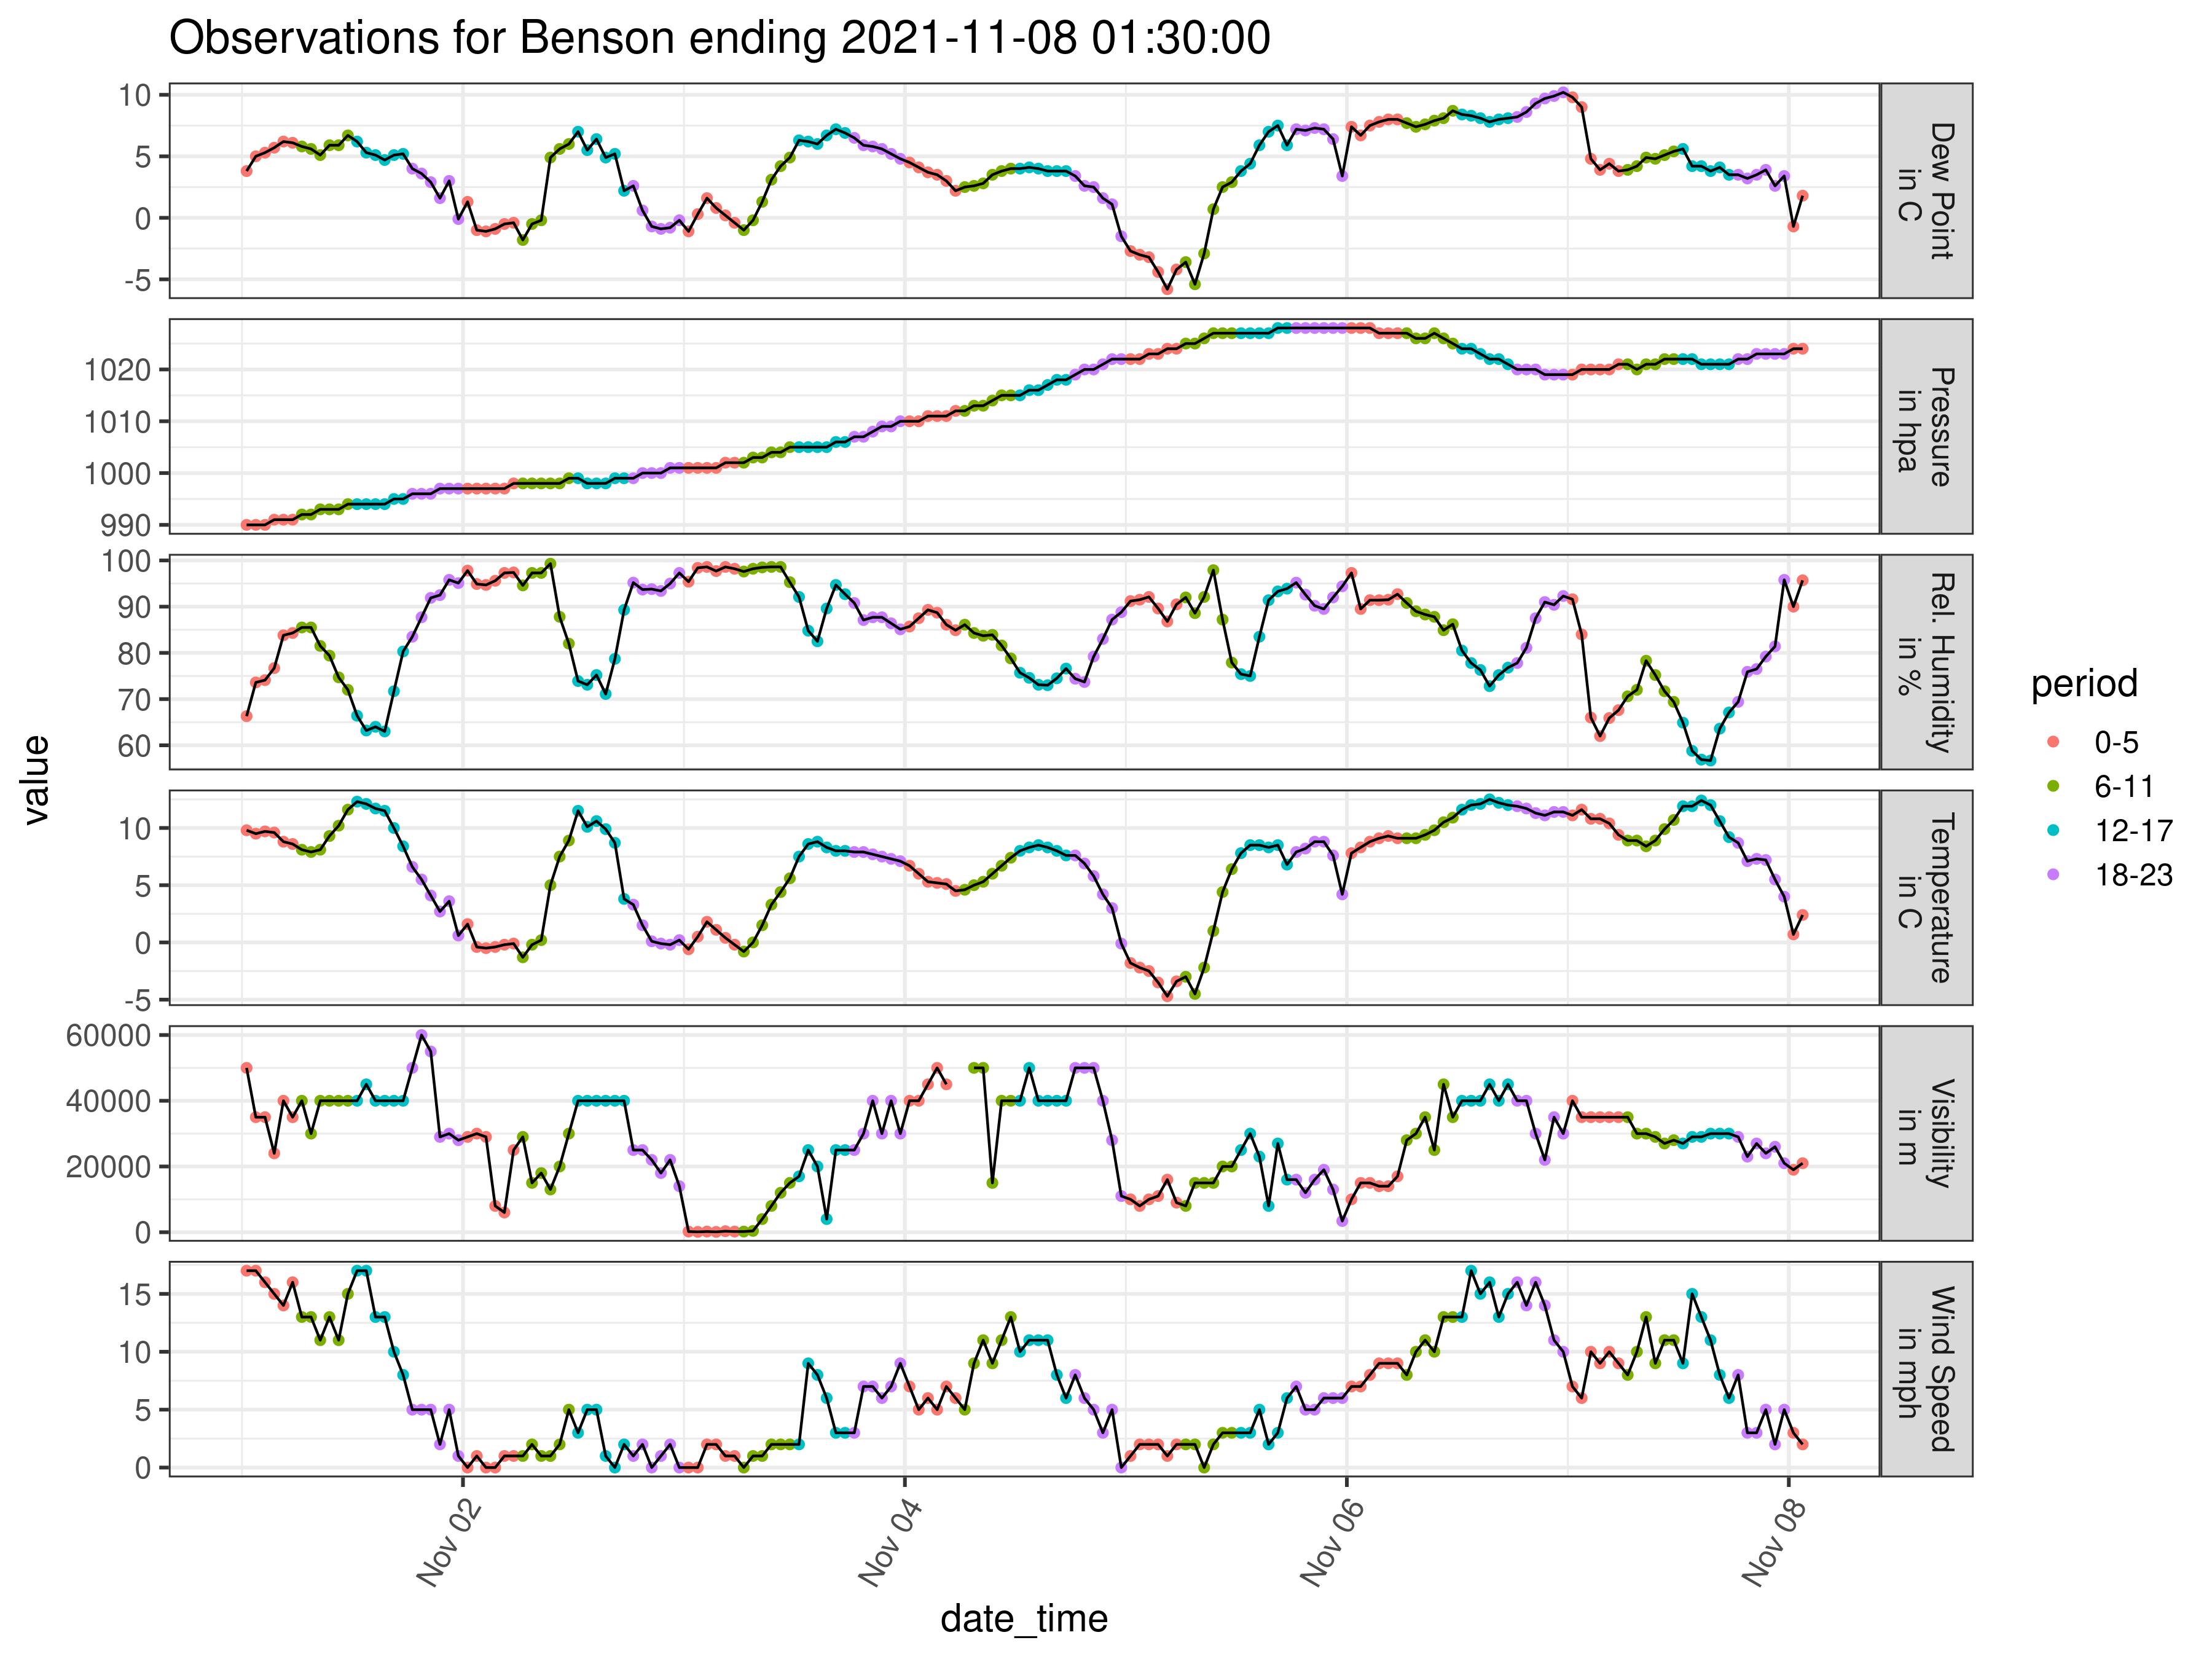 Observations for Benson ending 2021-11-08 01:30:00
value
10
5
0
-5
Dew Point
in C
1020
1010
1000
990
Pressure
in hpa
100
90
80
70
60
Rel. Humidity
in %
10
5
0
-5
Temperature
in C
60000
40000
20000
0
Visibility
in m
15
10
5
0
Wind Speed
in mph
Nov 02
Nov 04
Nov 06
Nov 08
date_time
period
0-5
6-11
12-17
18-23